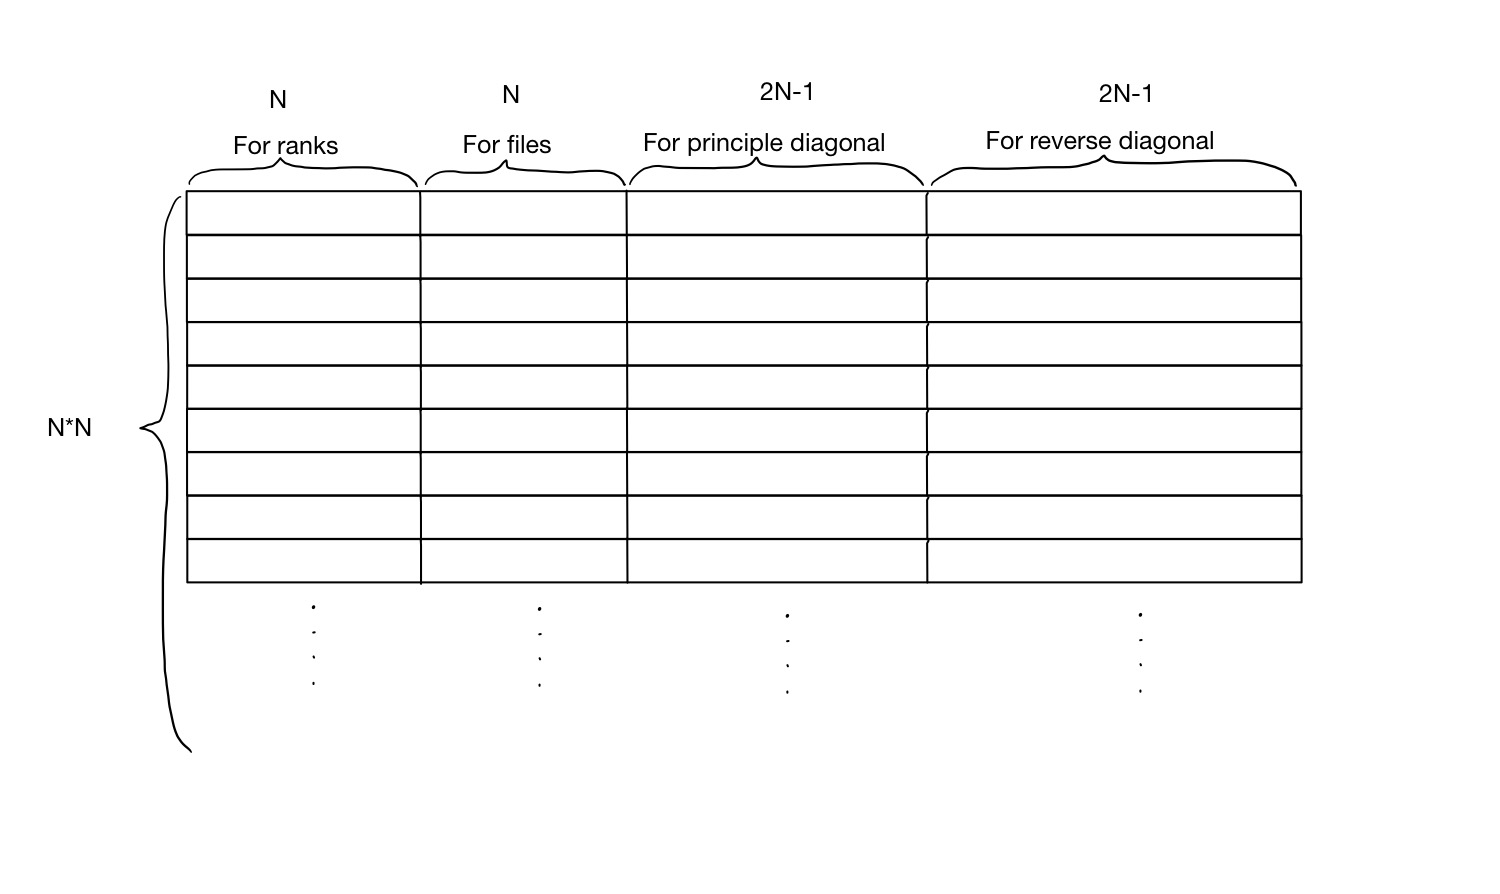 N
N
2N-1
2N-1
For ranks
For files
For principle diagonal
For reverse diagonal
N*N